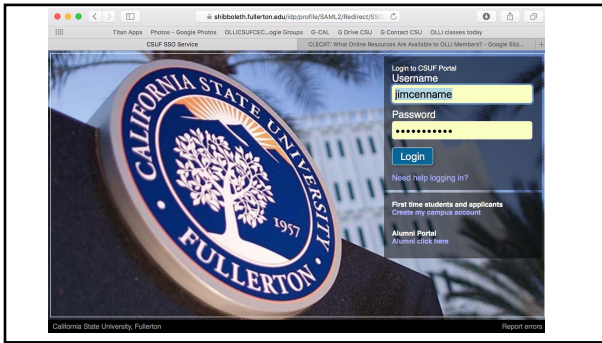 shibboleth.fullerton.edu/idp/profile/SAML2/Redirect/SSO
Titan Apps Photos - Google Photos OLLICSUFCEC...ogle Groups G-CAL G Drive CSU G Contact CSU OLLI classes today
CSUF SSO Service
CLECAT: What Online Resources Are Available to OLLI Members? - Google Slid...
CALIFORNIA STATE UNIVERSITY
1957
FULLERTON
Login to CSUF Portal
Username
jimcenname
Password
•••••••••••
Login
Need help logging in?
First time students and applicants
Create my campus account
Alumni Portal
Alumni click here
California State University, Fullerton
Report errors